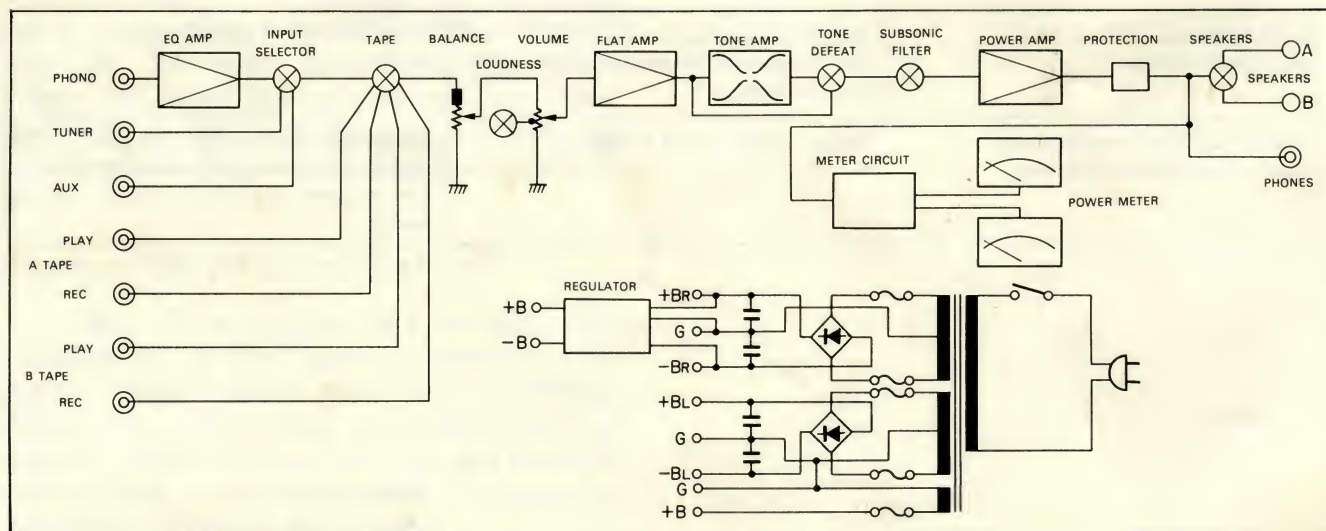 EQ AMP
INPUT
SELECTOR
TAPE
BALANCE
VOLUME
LOUDNESS
FLAT AMP
TONE AMP
TONE
DEFEAT
SUBSONIC
FILTER
POWER AMP
PROTECTION
SPEAKERS
A
SPEAKERS
B
PHONO
TUNER
AUX
PLAY
A TAPE
REC
PLAY
B TAPE
REC
METER CIRCUIT
POWER METER
PHONES
REGULATOR
+B
-B
+BR
G
-BR
+BL
G
-BL
G
+B